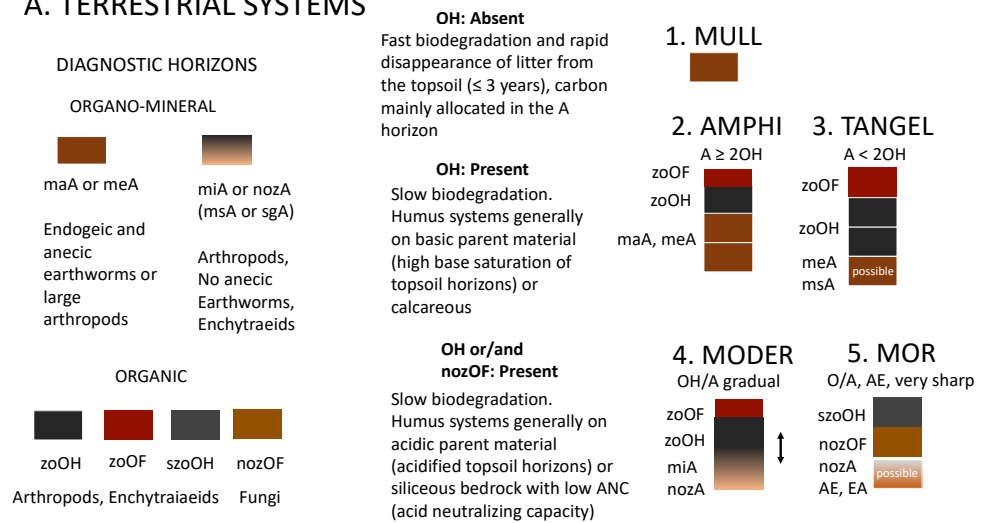 A. TERRESTRIAL SYSTEMS
DIAGNOSTIC HORIZONS
ORGANO-MINERAL
maA or meA
Endogeic and
anecic
earthworms or
large
arthropods
miA or nozA
(msA or sgA)
Arthropods,
No anecic
Earthworms,
Enchytraeids
ORGANIC
zoOH
zoOF
szoOH
nozOF
Arthropods, Enchytraiaeids
Fungi
OH: Absent
Fast biodegradation and rapid
disappearance of litter from
the topsoil (≤ 3 years), carbon
mainly allocated in the A
horizon
1. MULL
OH: Present
Slow biodegradation.
Humus systems generally
on basic parent material
(high base saturation of
topsoil horizons) or
calcareous
2. AMPHI
A ≥ 2OH
zoOF
zoOH
maA, meA
3. TANGEL
A < 2OH
zoOF
zoOH
meA
msA
possible
OH or/and
nozOF: Present
Slow biodegradation.
Humus systems generally on
acidic parent material
(acidified topsoil horizons) or
siliceous bedrock with low ANC
(acid neutralizing capacity)
4. MODER
OH/A gradual
zoOF
zoOH
miA
nozA
5. MOR
O/A, AE, very sharp
szoOH
nozOF
nozA
AE, EA
possible